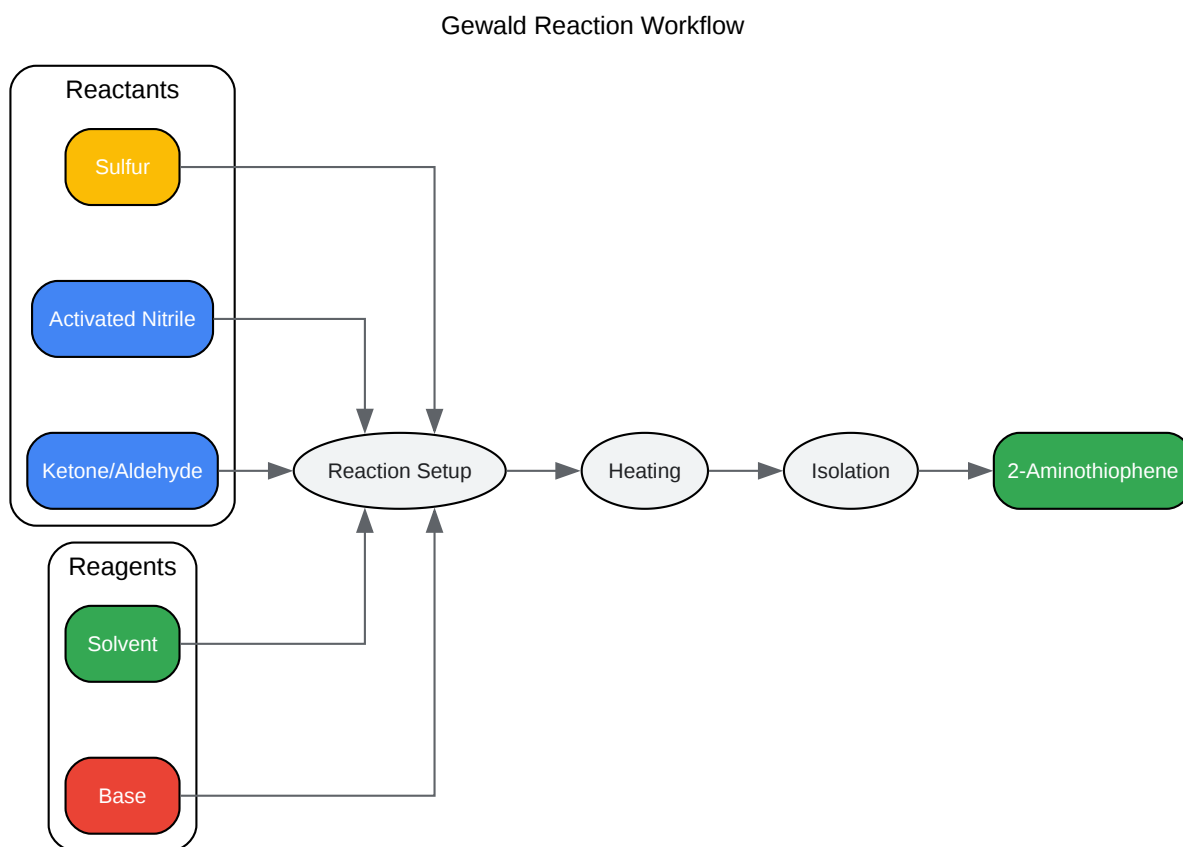 Gewald Reaction Workflow
Reactants
Sulfur
Activated Nitrile
Ketone/Aldehyde
Reaction Setup
Heating
Isolation
2-Aminothiophene
Reagents
Solvent
Base